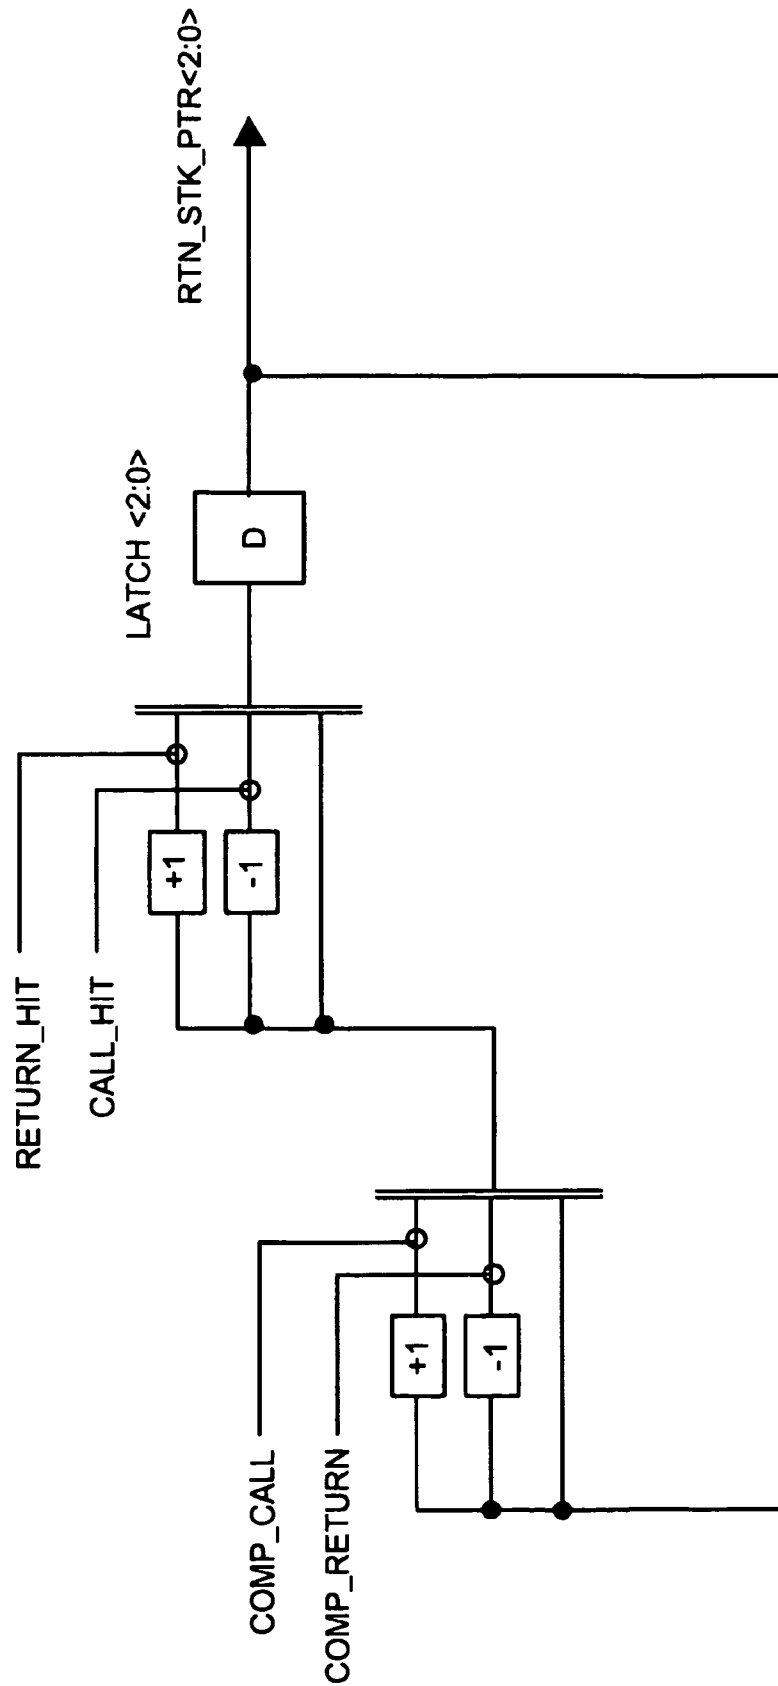 RETURN_HIT
CALL_HIT
+1
-1
LATCH <2:0>
D
RTN_STK_PTR<2:0>
COMP_CALL
COMP_RETURN
+1
-1